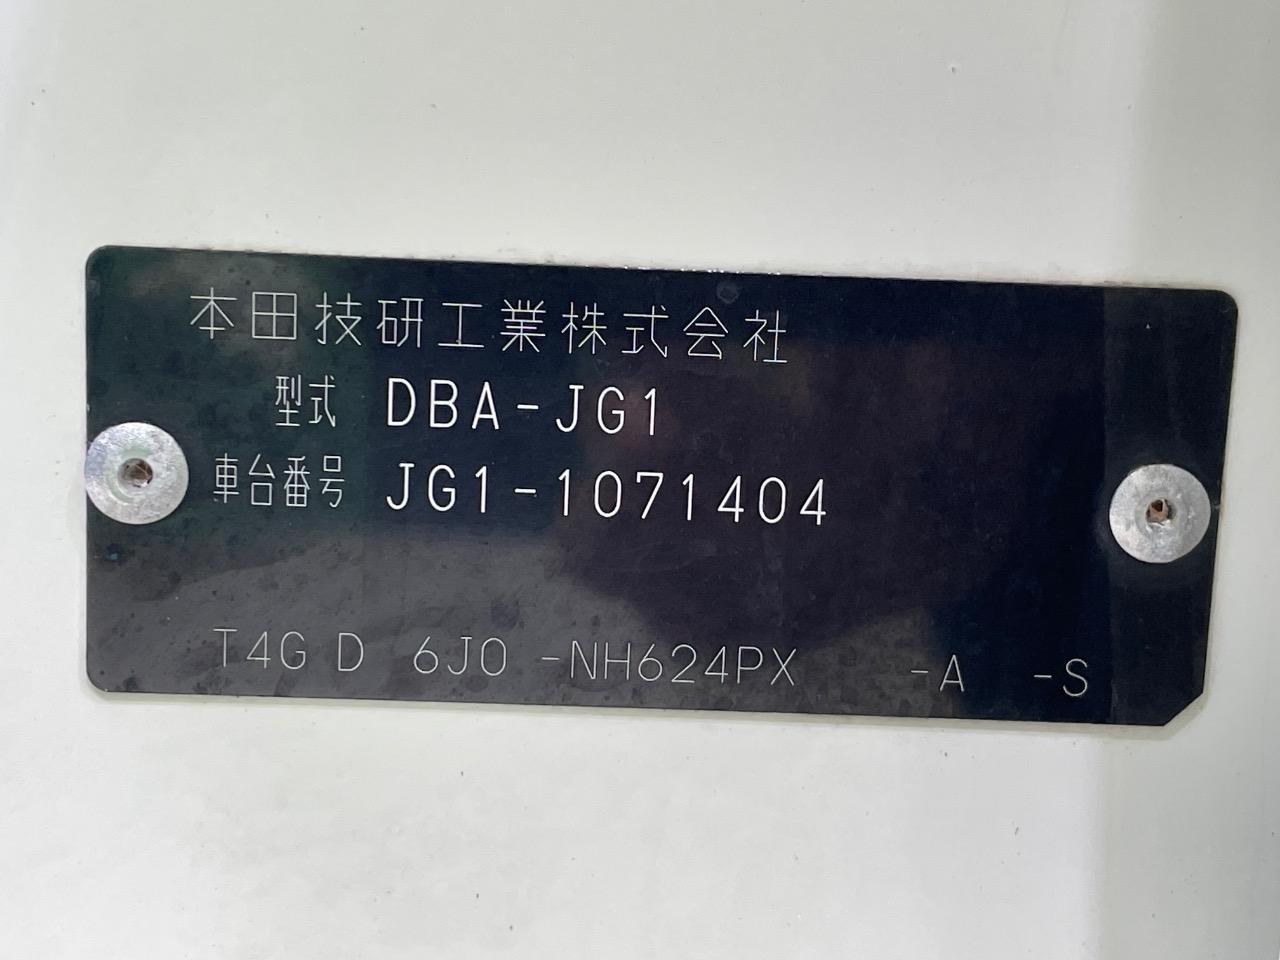 本田技研工業株式会社
型式 DBA-JG1
車台番号 JG1-1071404
T4G D 6J0 -NH624PX -A -S